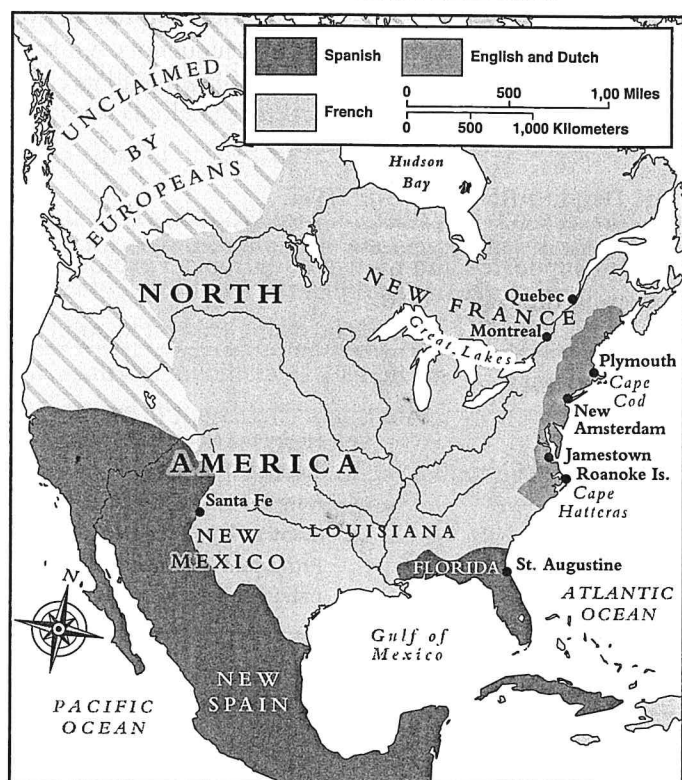 Spanish
English and Dutch
French
0 500 1,00 Miles
0 500 1,000 Kilometers
UNCLAIMED
BY
EUROPEANS
Hudson
Bay
NORTH
NEW FRANCE
Quebec
Montreal
Great Lakes
Plymouth
Cape
Cod
New
Amsterdam
Jamestown
Roanoke Is.
Cape
Hatteras
AMERICA
Santa Fe
NEW
MEXICO
LOUISIANA
FLORIDA
St. Augustine
ATLANTIC
OCEAN
N
Gulf of
Mexico
NEW
SPAIN
PACIFIC
OCEAN